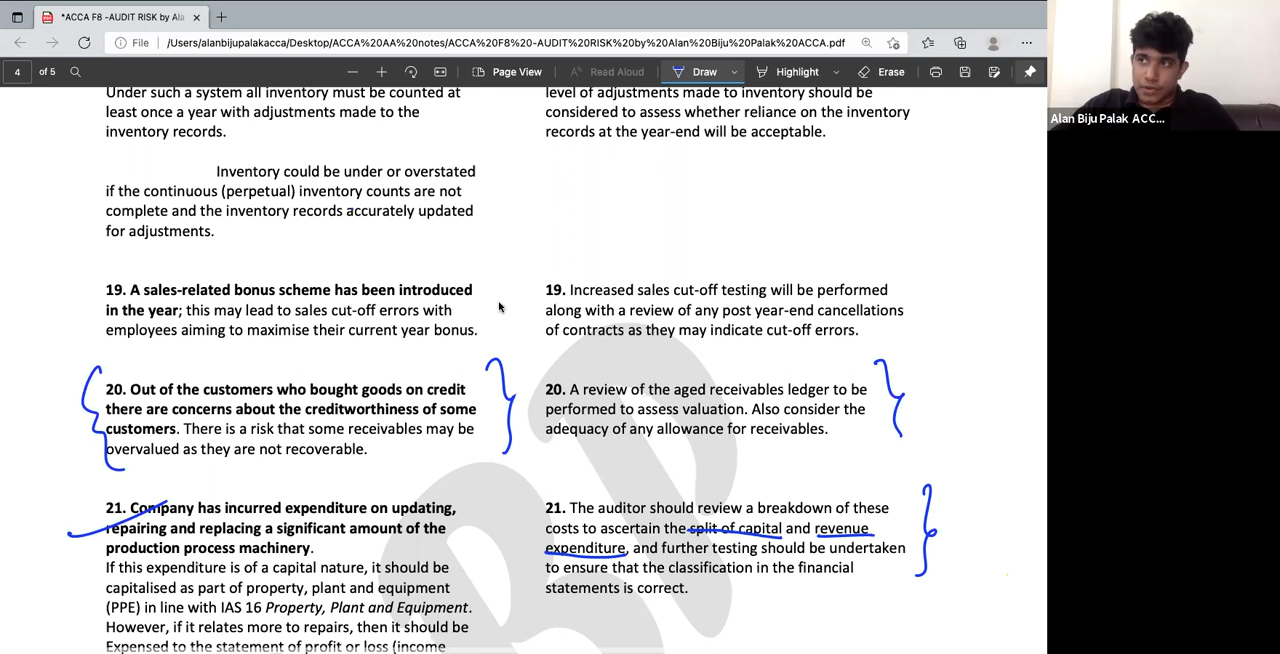 *ACCA F8 -AUDIT RISK by Ala
File
/Users/alanbijupalakacca/Desktop/ACCA%20AA%20notes/ACCA%20F8%20-AUDIT%20RISK%20by%20Alan%20Biju%20Palak%20ACCA.pdf
4 of 5
Page View
Read Aloud
Draw
Highlight
Erase
Alan Biju Palak ACC...
Under such a system all inventory must be counted at
least once a year with adjustments made to the
inventory records.
Inventory could be under or overstated
if the continuous (perpetual) inventory counts are not
complete and the inventory records accurately updated
for adjustments.
level of adjustments made to inventory should be
considered to assess whether reliance on the inventory
records at the year-end will be acceptable.
19. A sales-related bonus scheme has been introduced
in the year; this may lead to sales cut-off errors with
employees aiming to maximise their current year bonus.
19. Increased sales cut-off testing will be performed
along with a review of any post year-end cancellations
of contracts as they may indicate cut-off errors.
20. Out of the customers who bought goods on credit
there are concerns about the creditworthiness of some
customers. There is a risk that some receivables may be
overvalued as they are not recoverable.
20. A review of the aged receivables ledger to be
performed to assess valuation. Also consider the
adequacy of any allowance for receivables.
21. Company has incurred expenditure on updating,
repairing and replacing a significant amount of the
production process machinery.
If this expenditure is of a capital nature, it should be
capitalised as part of property, plant and equipment
(PPE) in line with IAS 16 Property, Plant and Equipment.
However, if it relates more to repairs, then it should be
Expensed to the statement of profit or loss (income
21. The auditor should review a breakdown of these
costs to ascertain the split of capital and revenue
expenditure, and further testing should be undertaken
to ensure that the classification in the financial
statements is correct.